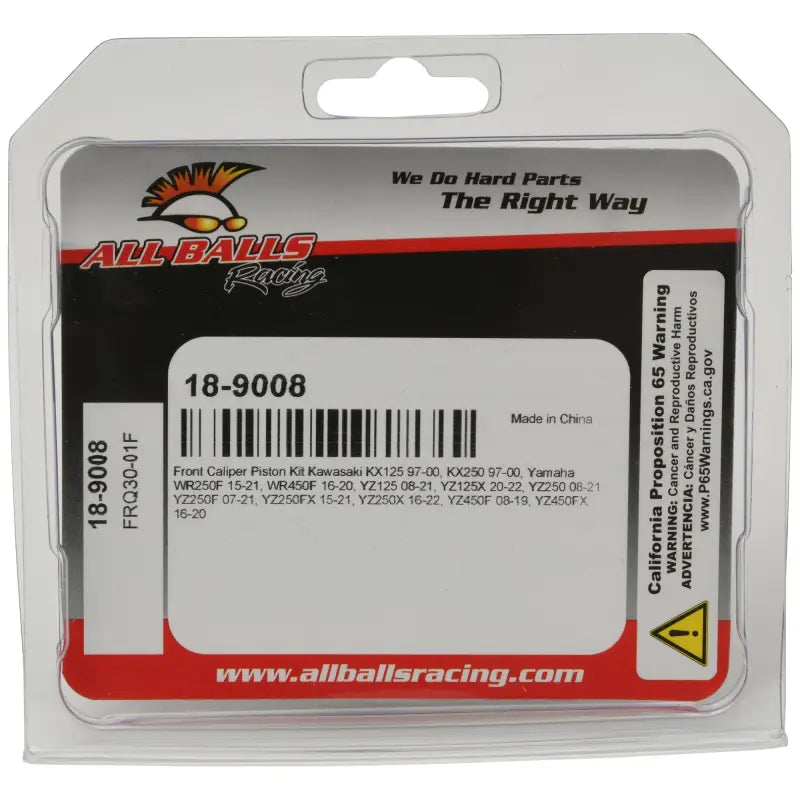 We Do Hard Parts
The Right Way
ALL BALLS
Racing
18-9008
Made in China
Front Caliper Piston Kit Kawasaki KX125 97-00, KX250 97-00, Yamaha
WR250F 15-21, WR450F 16-20, YZ125 08-21, YZ125X 20-22, YZ250 08-21
YZ250F 07-21, YZ250FX 15-21, YZ250X 16-22, YZ450F 08-19, YZ450FX
16-20
18-9008
FRQ30-01F
California Proposition 65 Warning
WARNING: Cancer and Reproductive Harm
ADVERTENCIA: Cáncer y Daños Reproductivos
www.P65Warnings.ca.gov
www.allballsracing.com